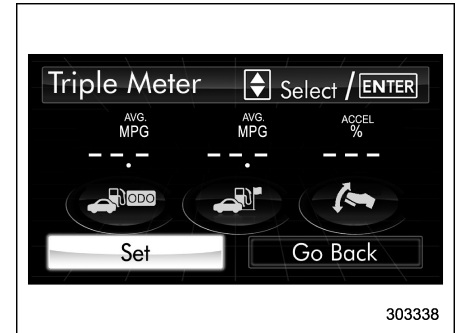 Triple Meter Select / ENTER
AVG. AVG. ACCEL
MPG MPG %
--.- --.- ---
ODO
Set Go Back
303338